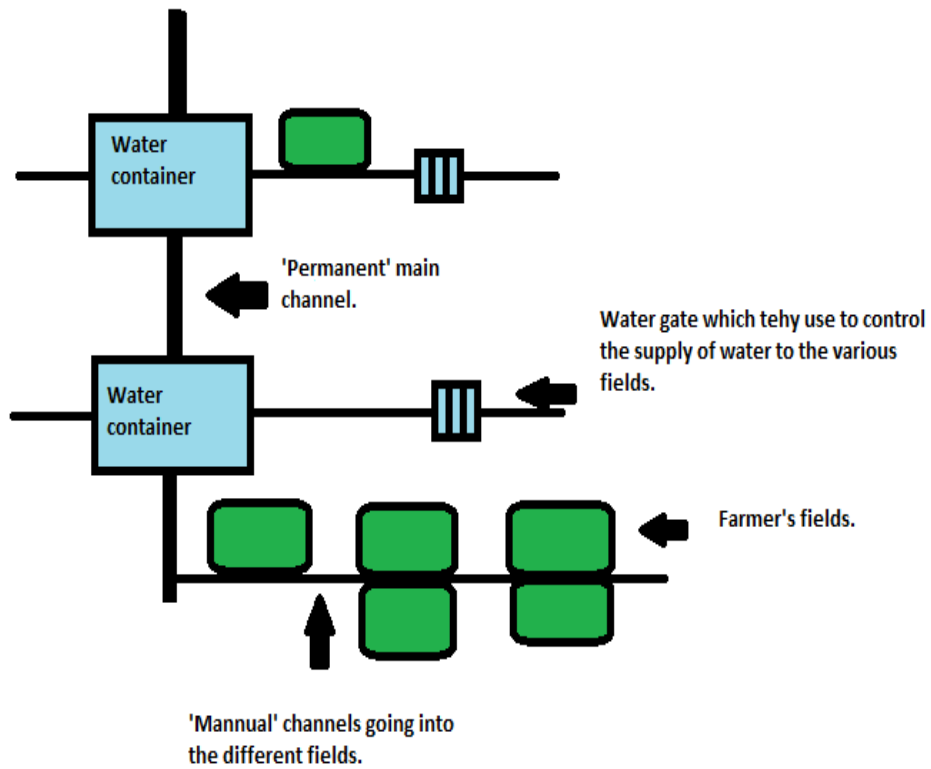 Water
container
'Permanent' main
channel.
Water gate which tehy use to control
the supply of water to the various
fields.
Water
container
Farmer's fields.
'Mannual' channels going into
the different fields.